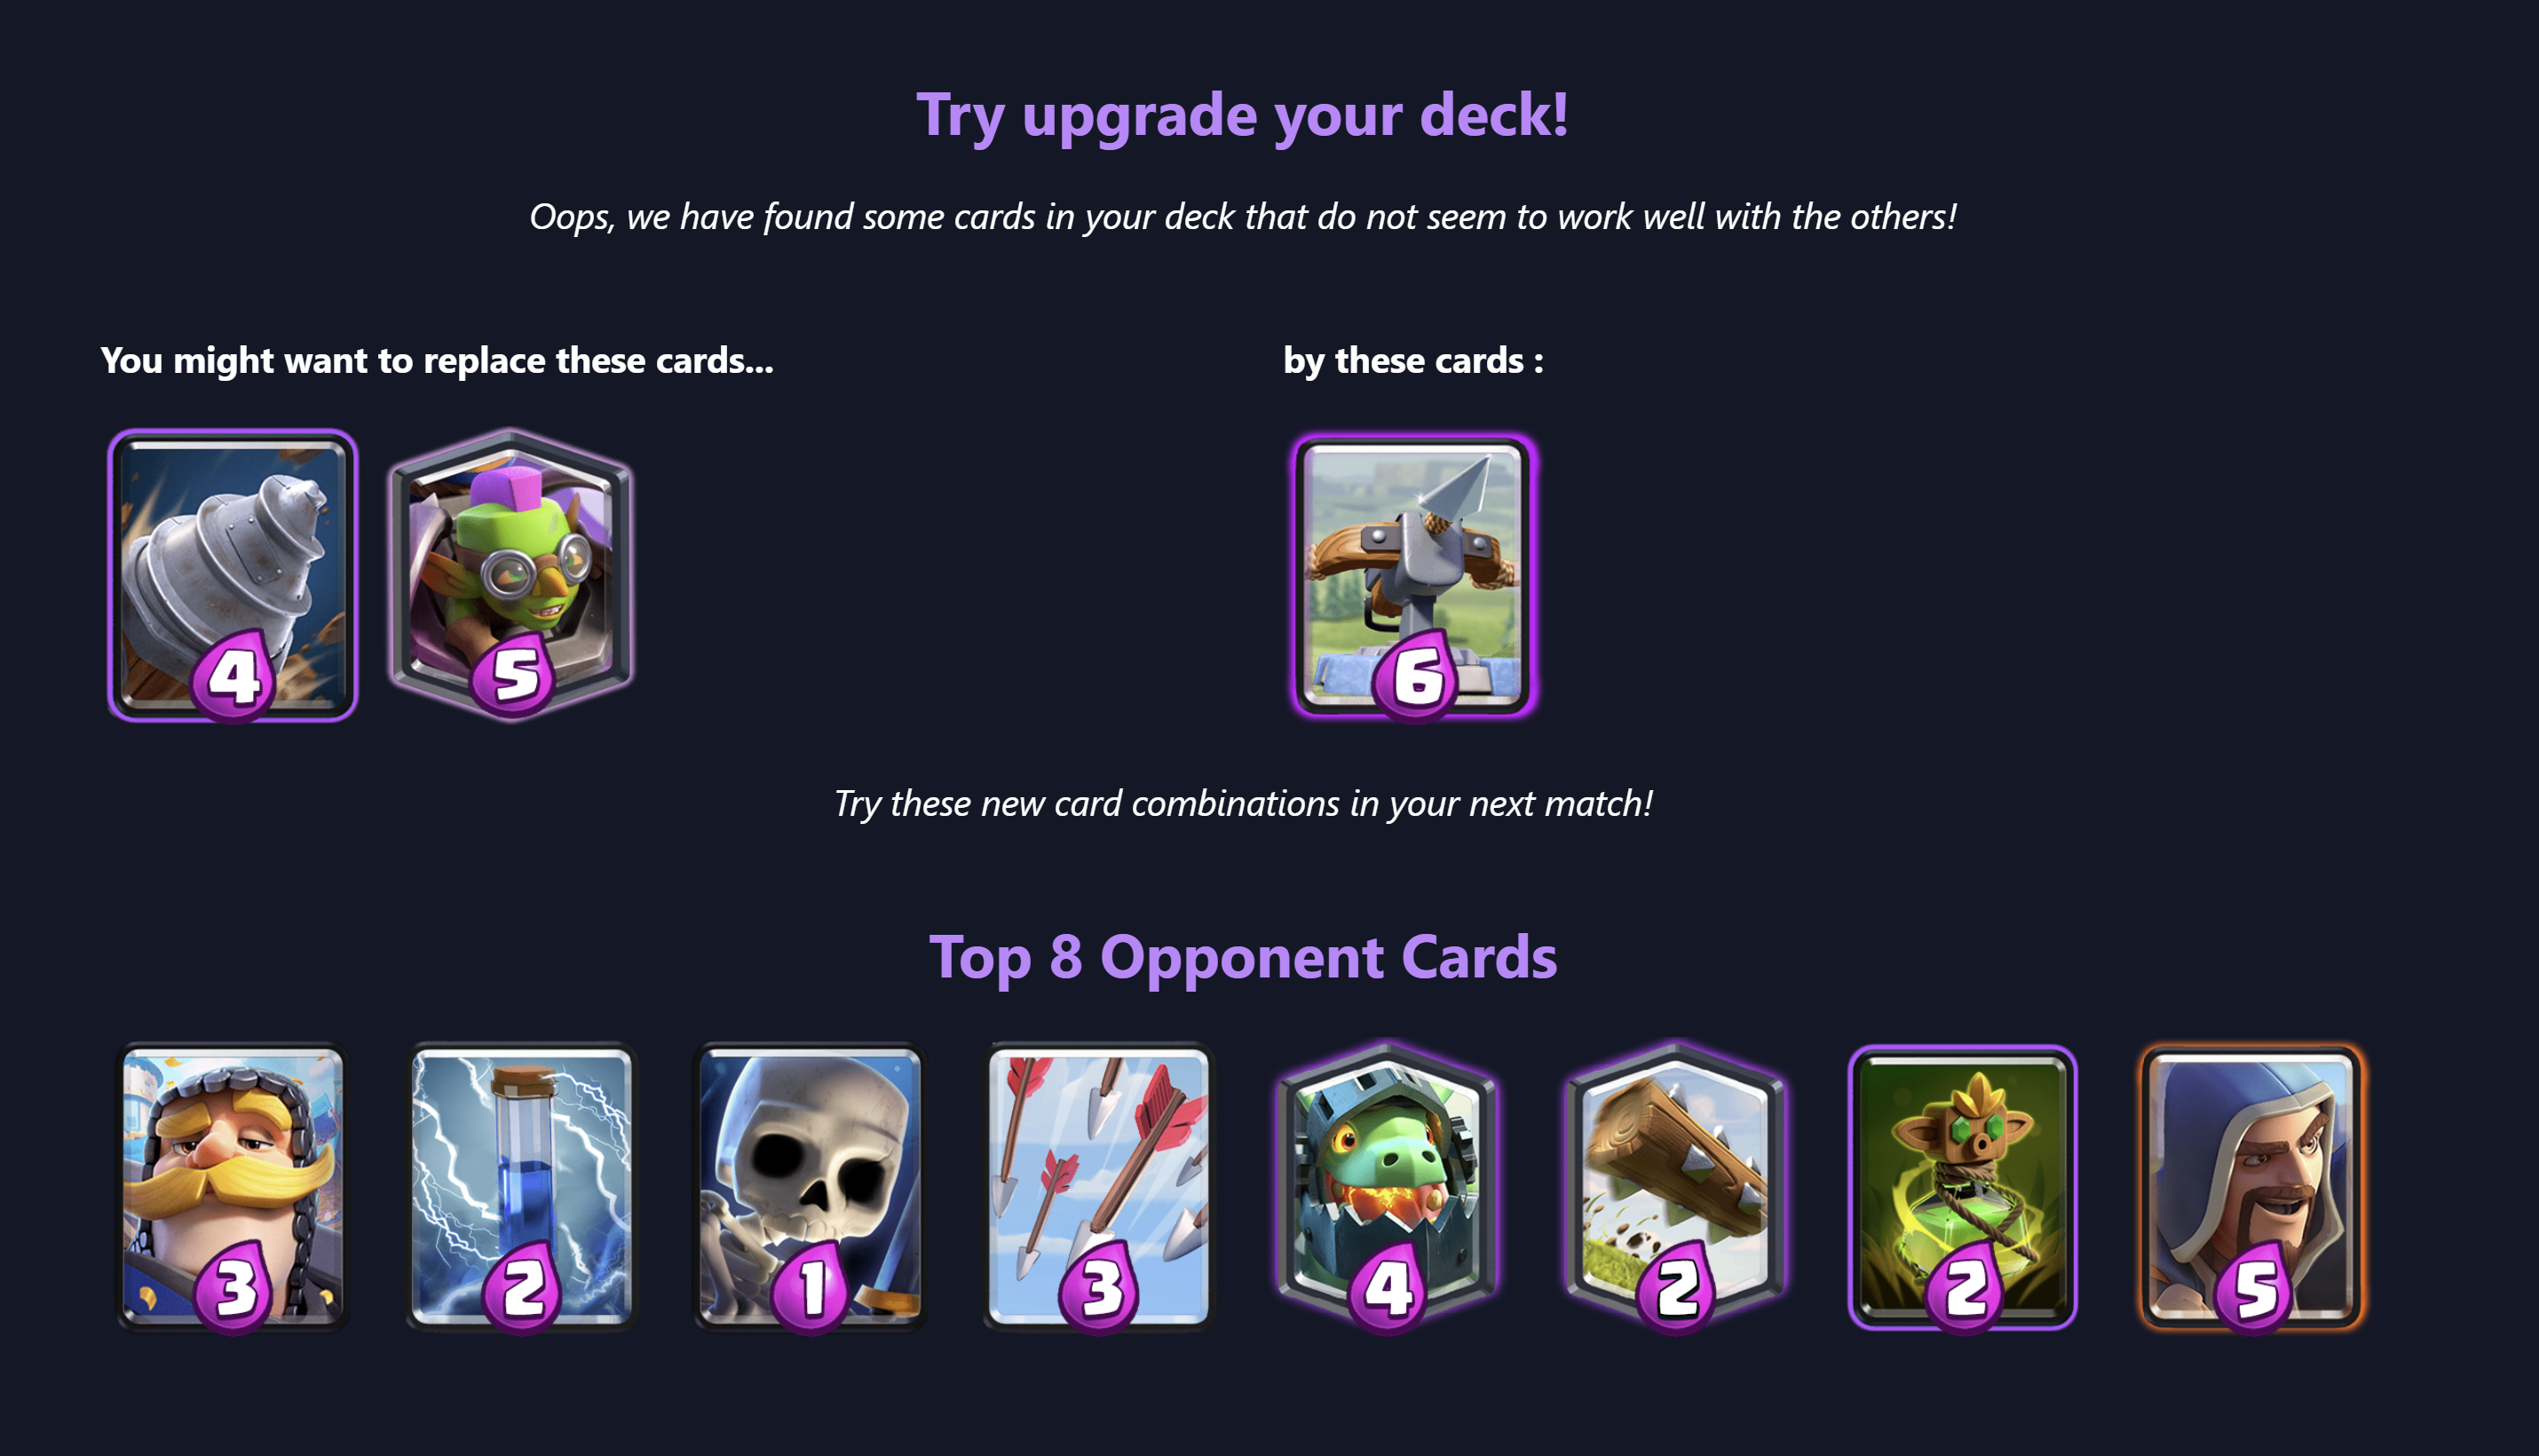 Try upgrade your deck!
Oops, we have found some cards in your deck that do not seem to work well with the others!
You might want to replace these cards...
by these cards :
4
5
6
Try these new card combinations in your next match!
Top 8 Opponent Cards
3
2
1
3
4
2
2
5